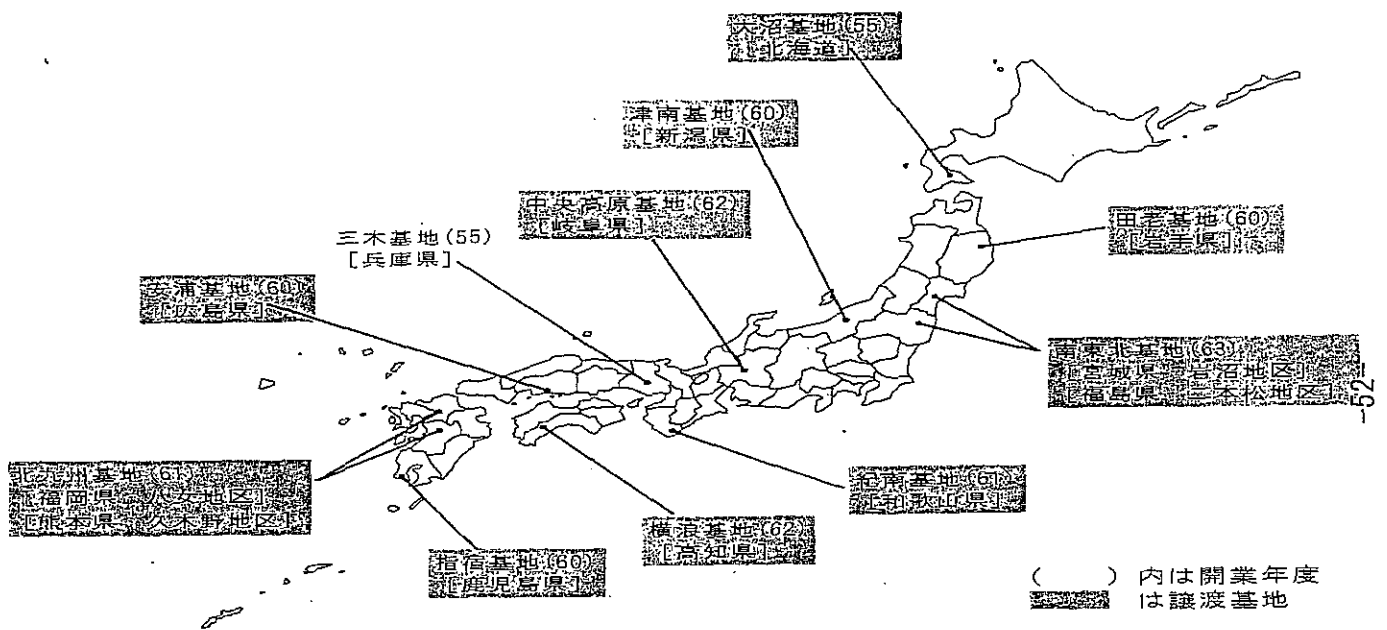 大沼基地(55)
[北海道]
津南基地(60)
[新潟県]
中央高原基地(62)
[岐阜県]
田老基地(60)
[岩手県]
三木基地(55)
[兵庫県]
安浦基地(60)
[広島県]
南東北基地(63)
[宮城県 岩沼地区]
[福島県 二本松地区]
-52-
北九州基地(61)
[福岡県 八女地区]
[熊本県 久木野地区]
紀南基地(61)
[和歌山県]
横浪基地(62)
[高知県]
指宿基地(60)
[鹿児島県]
( )内は開業年度
は譲渡基地